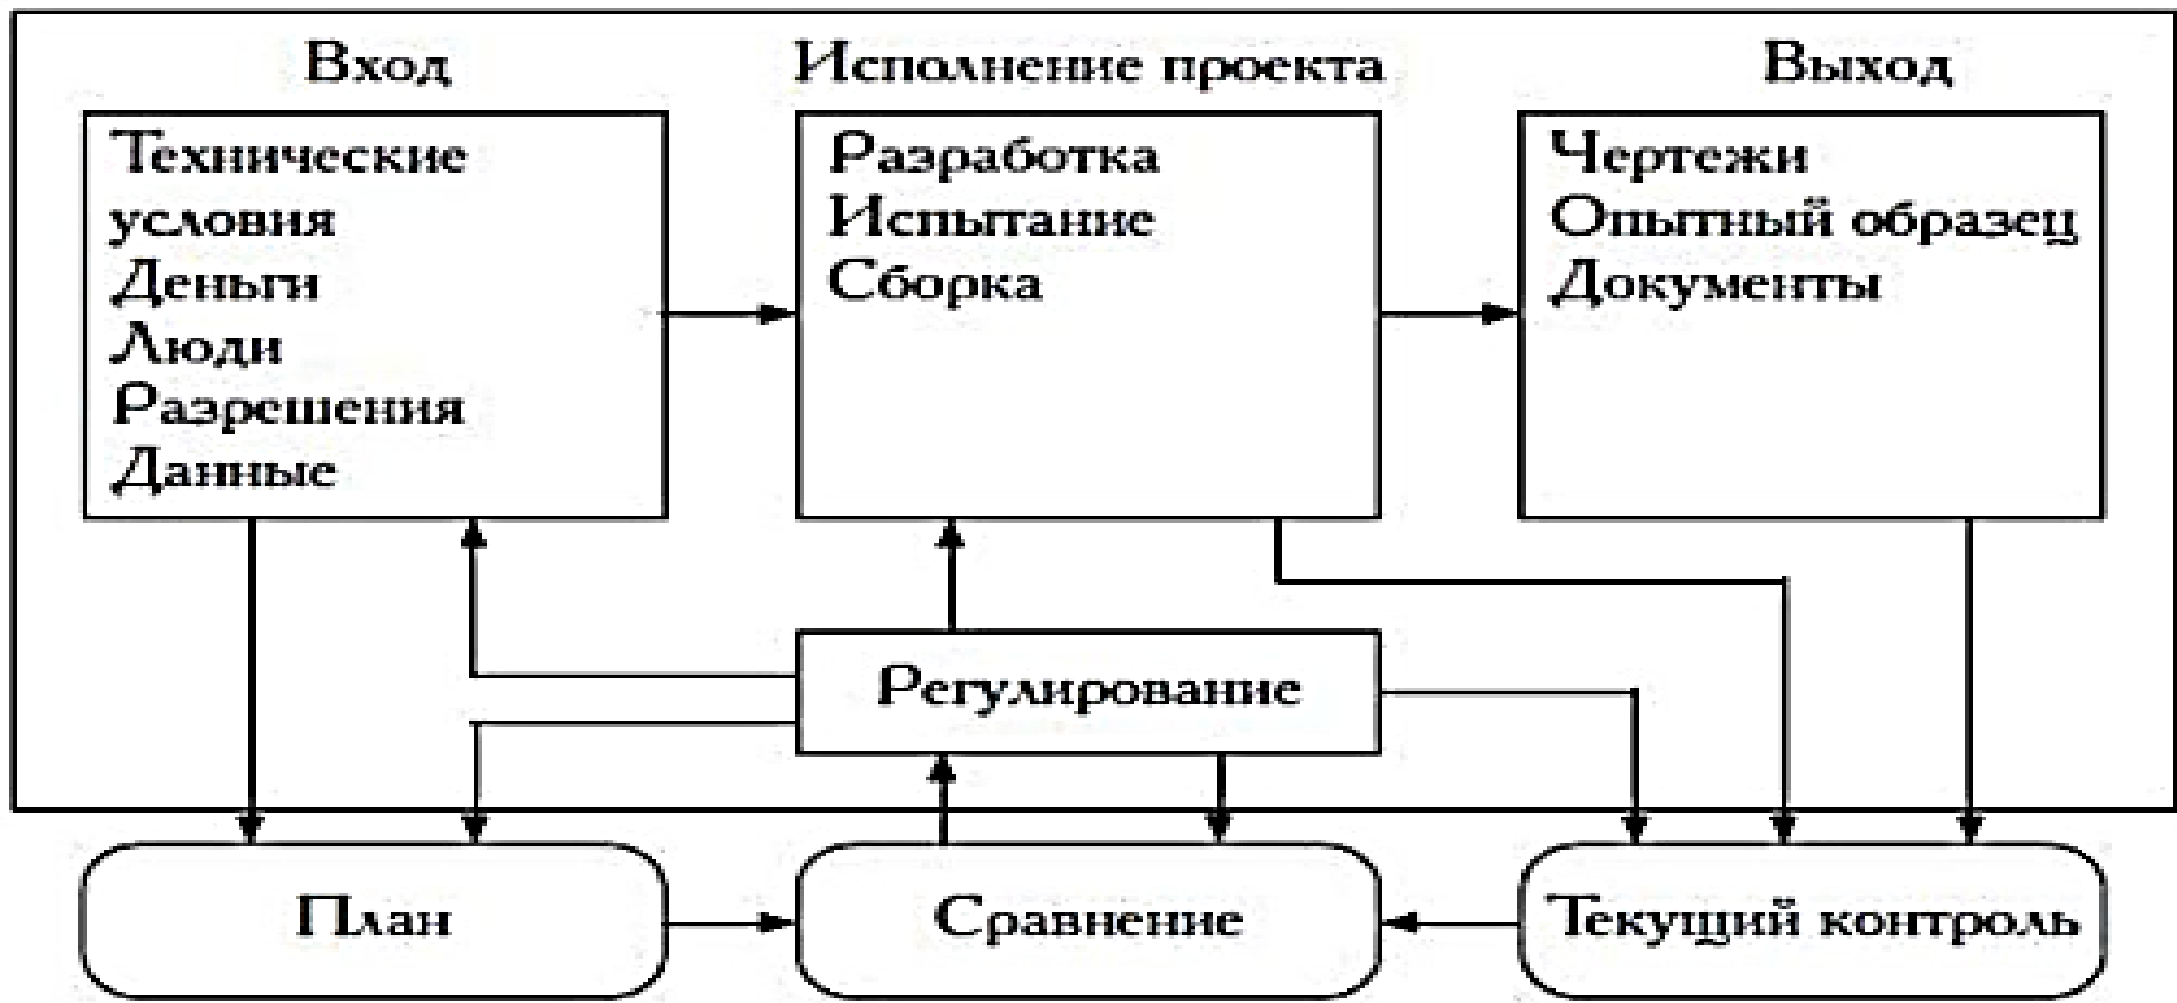 Вход
Исполнение проекта
Выход
Технические
условия
Деньги
Люди
Разрешения
Данные
Разработка
Испытание
Сборка
Чертежи
Опытный образец
Документы
Регулирование
План
Сравнение
Текущий контроль